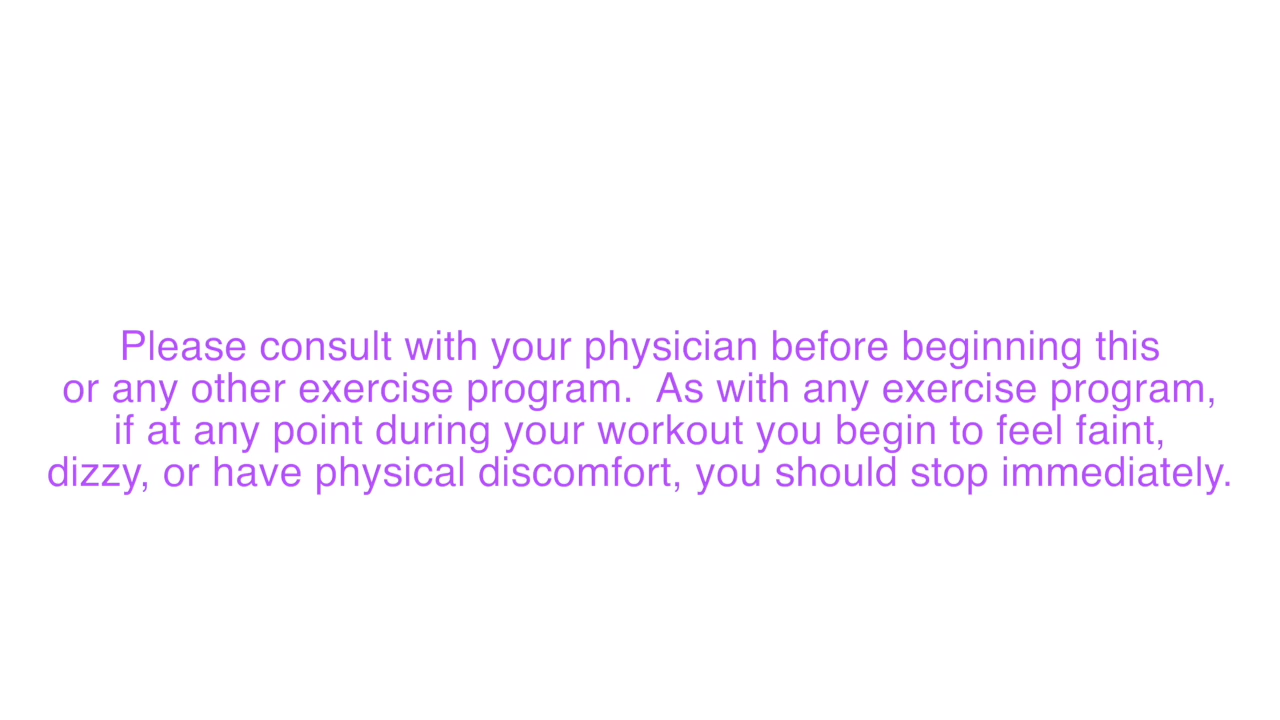 Please consult with your physician before beginning this
or any other exercise program.  As with any exercise program,
if at any point during your workout you begin to feel faint,
dizzy, or have physical discomfort, you should stop immediately.